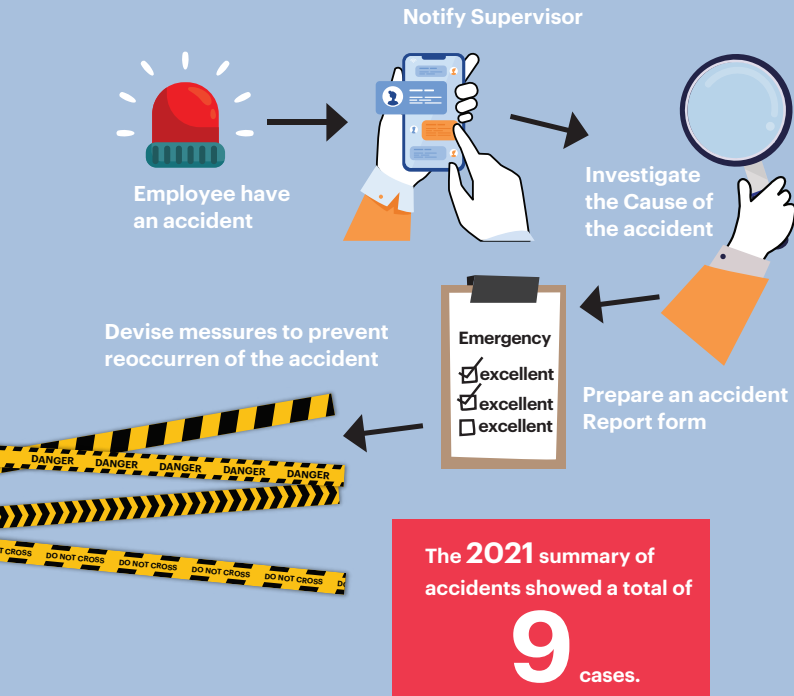 Notify Supervisor
Employee have
an accident
Investigate
the Cause of
the accident
Emergency
excellent
excellent
excellent
Prepare an accident
Report form
Devise messures to prevent
reoccurren of the accident
DANGER DANGER DANGER DANGER DANGER
T CROSS DO NOT CROSS DO NOT CROSS DO NOT CROSS DO NOT CROSS D
The 2021 summary of
accidents showed a total of
9 cases.